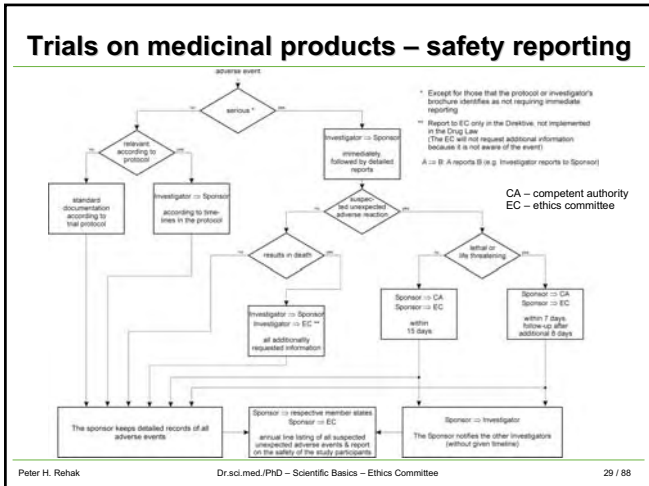 Trials on medicinal products – safety reporting
adverse event
serious *
no
yes
* Except for those that the protocol or investigator's
brochure identifies as not requiring immediate
reporting
** Report to EC only in the Direktive, not implemented
in the Drug Law
(The EC will not request additional information
because it is not aware of the event)
A ⇒ B: A reports B (e.g. Investigator reports to Sponsor)
CA – competent authority
EC – ethics committee
relevant
according to
protocol
no
yes
Investigator ⇒ Sponsor
immediately
followed by detailed
reports
standard
documentation
according to
trial protocol
Investigator ⇒ Sponsor
according to time-
lines in the protocol
suspec-
ted unexpected
adverse reaction
no
yes
results in death
no
yes
lethal or
life threatening
no
yes
Investigator ⇒ Sponsor
Investigator ⇒ EC **
all additionality
requested information
Sponsor ⇒ CA
Sponsor ⇒ EC
within
15 days
Sponsor ⇒ CA
Sponsor ⇒ EC
within 7 days
follow-up after
additional 8 days
The sponsor keeps detailed records of all
adverse events
Sponsor ⇒ respective member states
Sponsor ⇒ EC
annual line listing of all suspected
unexpected adverse events & report
on the safety of the study participants
Sponsor ⇒ Investigator
The Sponsor notifies the other Investigators
(without given timeline)
Peter H. Rehak
Dr.sci.med./PhD – Scientific Basics – Ethics Committee
29 / 88